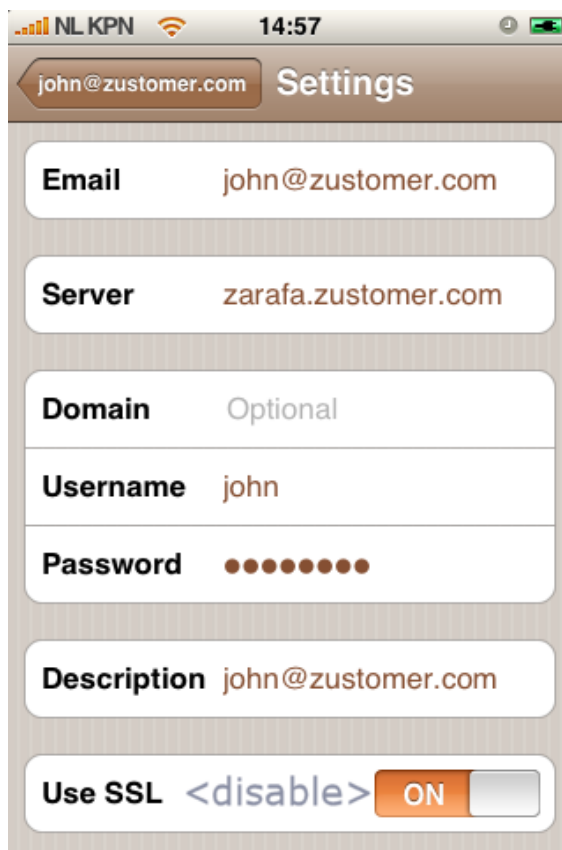 NL KPN 14:57
john@zustomer.com Settings
Email john@zustomer.com
Server zarafa.zustomer.com
Domain Optional
Username john
Password ●●●●●●●●
Description john@zustomer.com
Use SSL <disable> ON